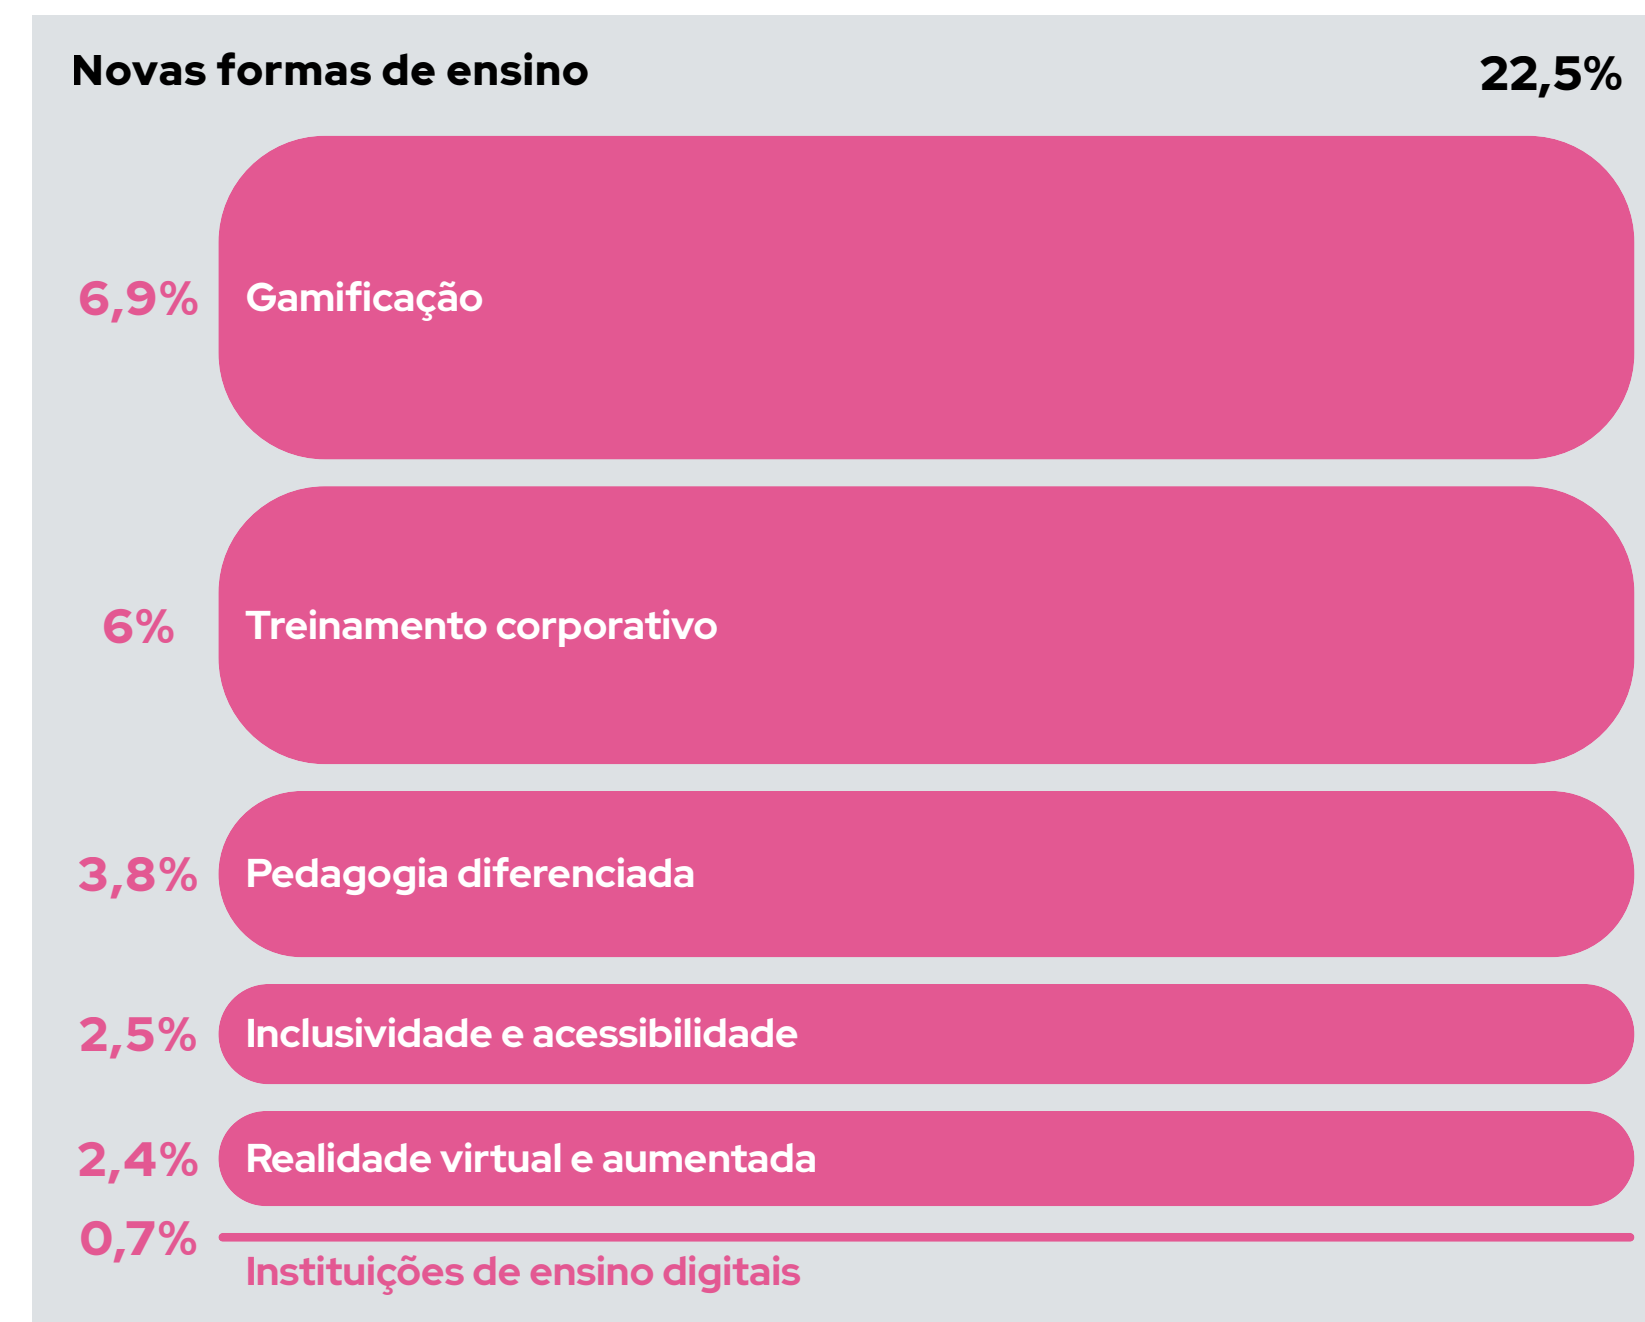 Novas formas de ensino 22,5%
6,9% Gamificação
6% Treinamento corporativo
3,8% Pedagogia diferenciada
2,5% Inclusividade e acessibilidade
2,4% Realidade virtual e aumentada
0,7%
Instituições de ensino digitais